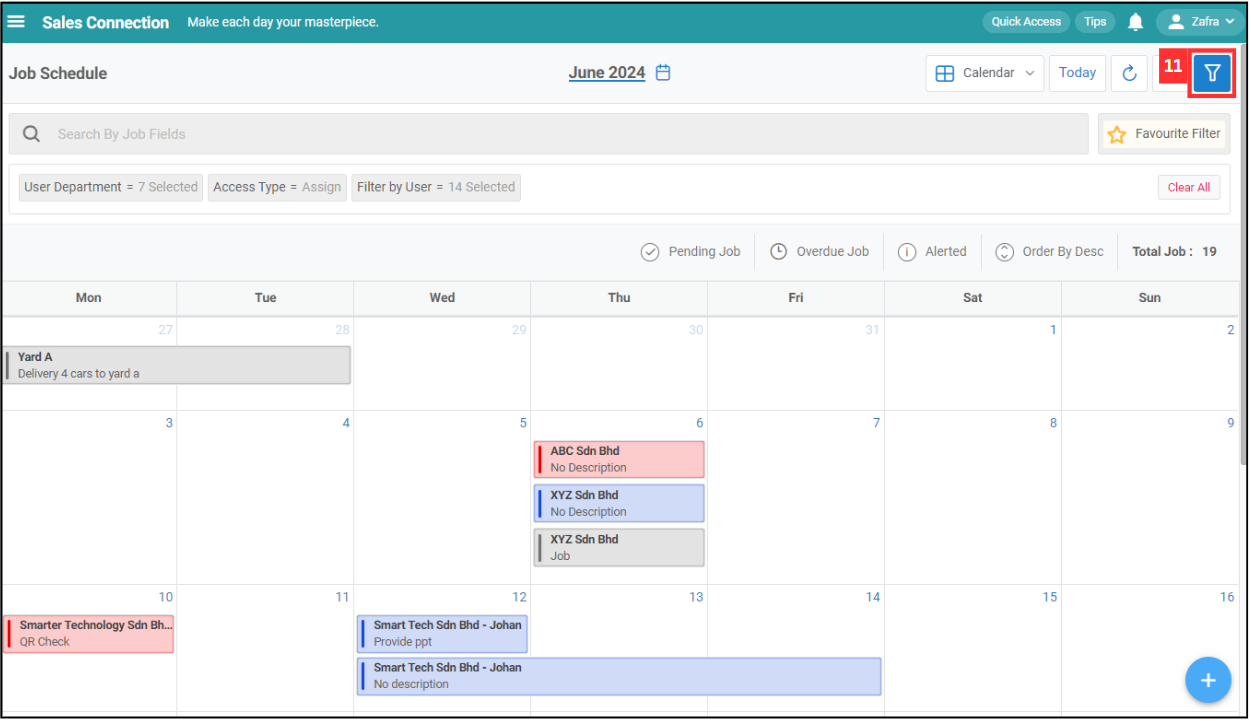 Sales Connection Make each day your masterpiece. Quick Access Tips Zafra
Job Schedule June 2024 Calendar Today 11
Search By Job Fields Favourite Filter
User Department = 7 Selected Access Type = Assign Filter by User = 14 Selected Clear All
Pending Job Overdue Job Alerted Order By Desc Total Job : 19
Mon Tue Wed Thu Fri Sat Sun
27 28 29 30 31 1 2
Yard A
Delivery 4 cars to yard a
3 4 5 6 7 8 9
ABC Sdn Bhd
No Description
XYZ Sdn Bhd
No Description
XYZ Sdn Bhd
Job
10 11 12 13 14 15 16
Smarter Technology Sdn Bh... Smart Tech Sdn Bhd - Johan
QR Check Provide ppt
Smart Tech Sdn Bhd - Johan
No description